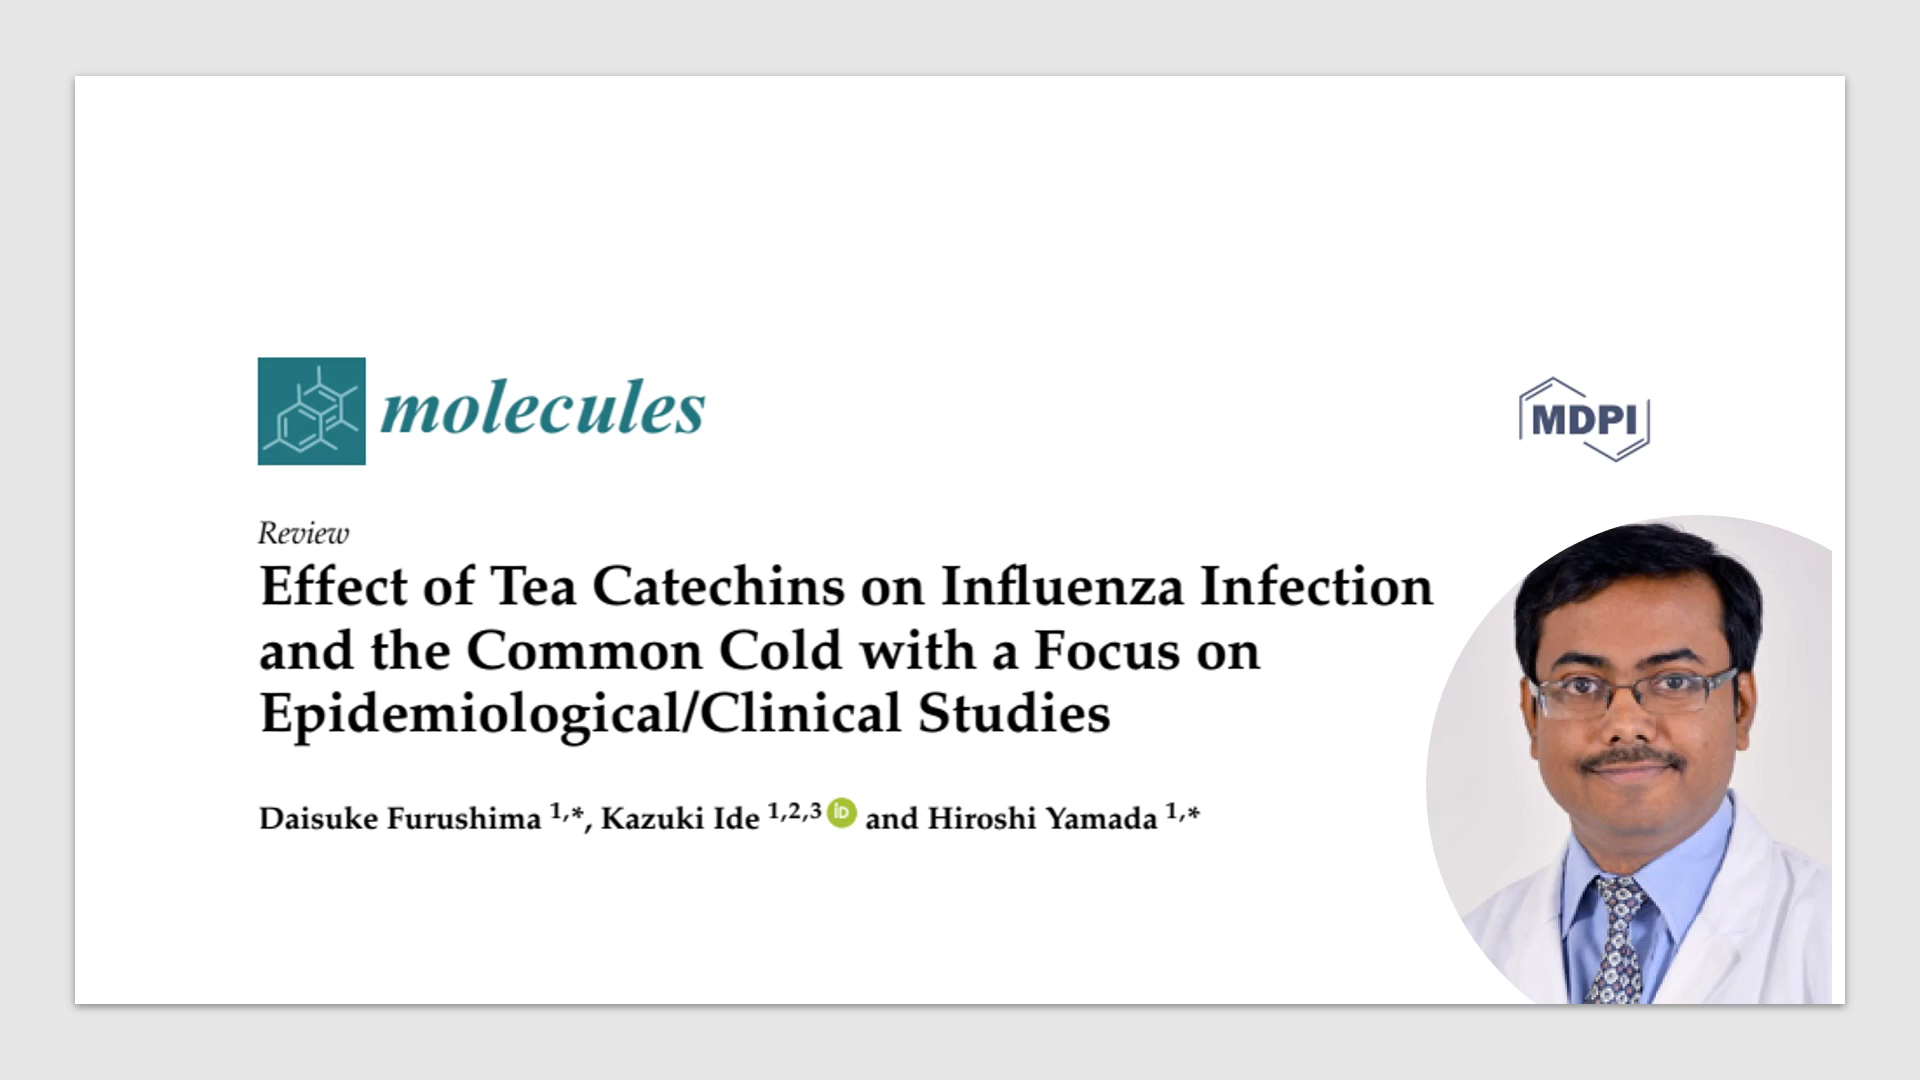 molecules
MDPI
Review
Effect of Tea Catechins on Influenza Infection
and the Common Cold with a Focus on
Epidemiological/Clinical Studies
Daisuke Furushima 1,*, Kazuki Ide 1,2,3 iD and Hiroshi Yamada 1,*